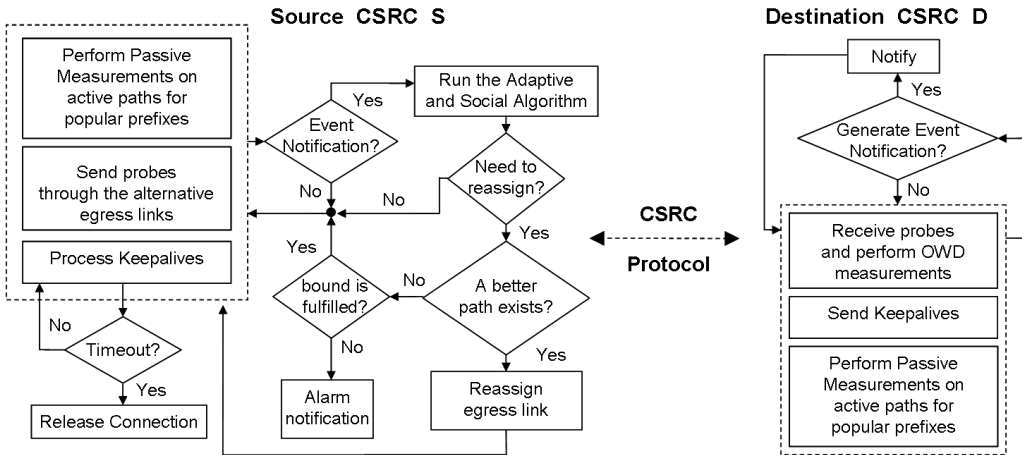 Source CSRC S
Perform Passive
Measurements on
active paths for
popular prefixes
Send probes
through the alternative
egress links
Process Keepalives
No
Timeout?
Yes
Release Connection
Event
Notification?
Yes
No
Run the Adaptive
and Social Algorithm
Need to
reassign?
No
Yes
A better
path exists?
No
Yes
bound is
fulfilled?
Yes
No
Alarm
notification
Reassign
egress link
CSRC
Protocol
Destination CSRC D
Notify
Yes
Generate Event
Notification?
No
Receive probes
and perform OWD
measurements
Send Keepalives
Perform Passive
Measurements on
active paths for
popular prefixes